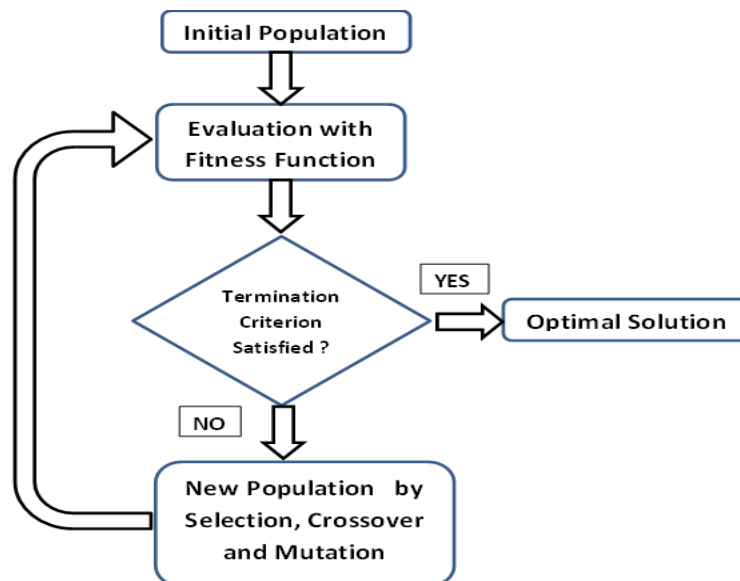 Initial Population
Evaluation with
Fitness Function
Termination
Criterion
Satisfied ?
YES
Optimal Solution
NO
New Population by
Selection, Crossover
and Mutation